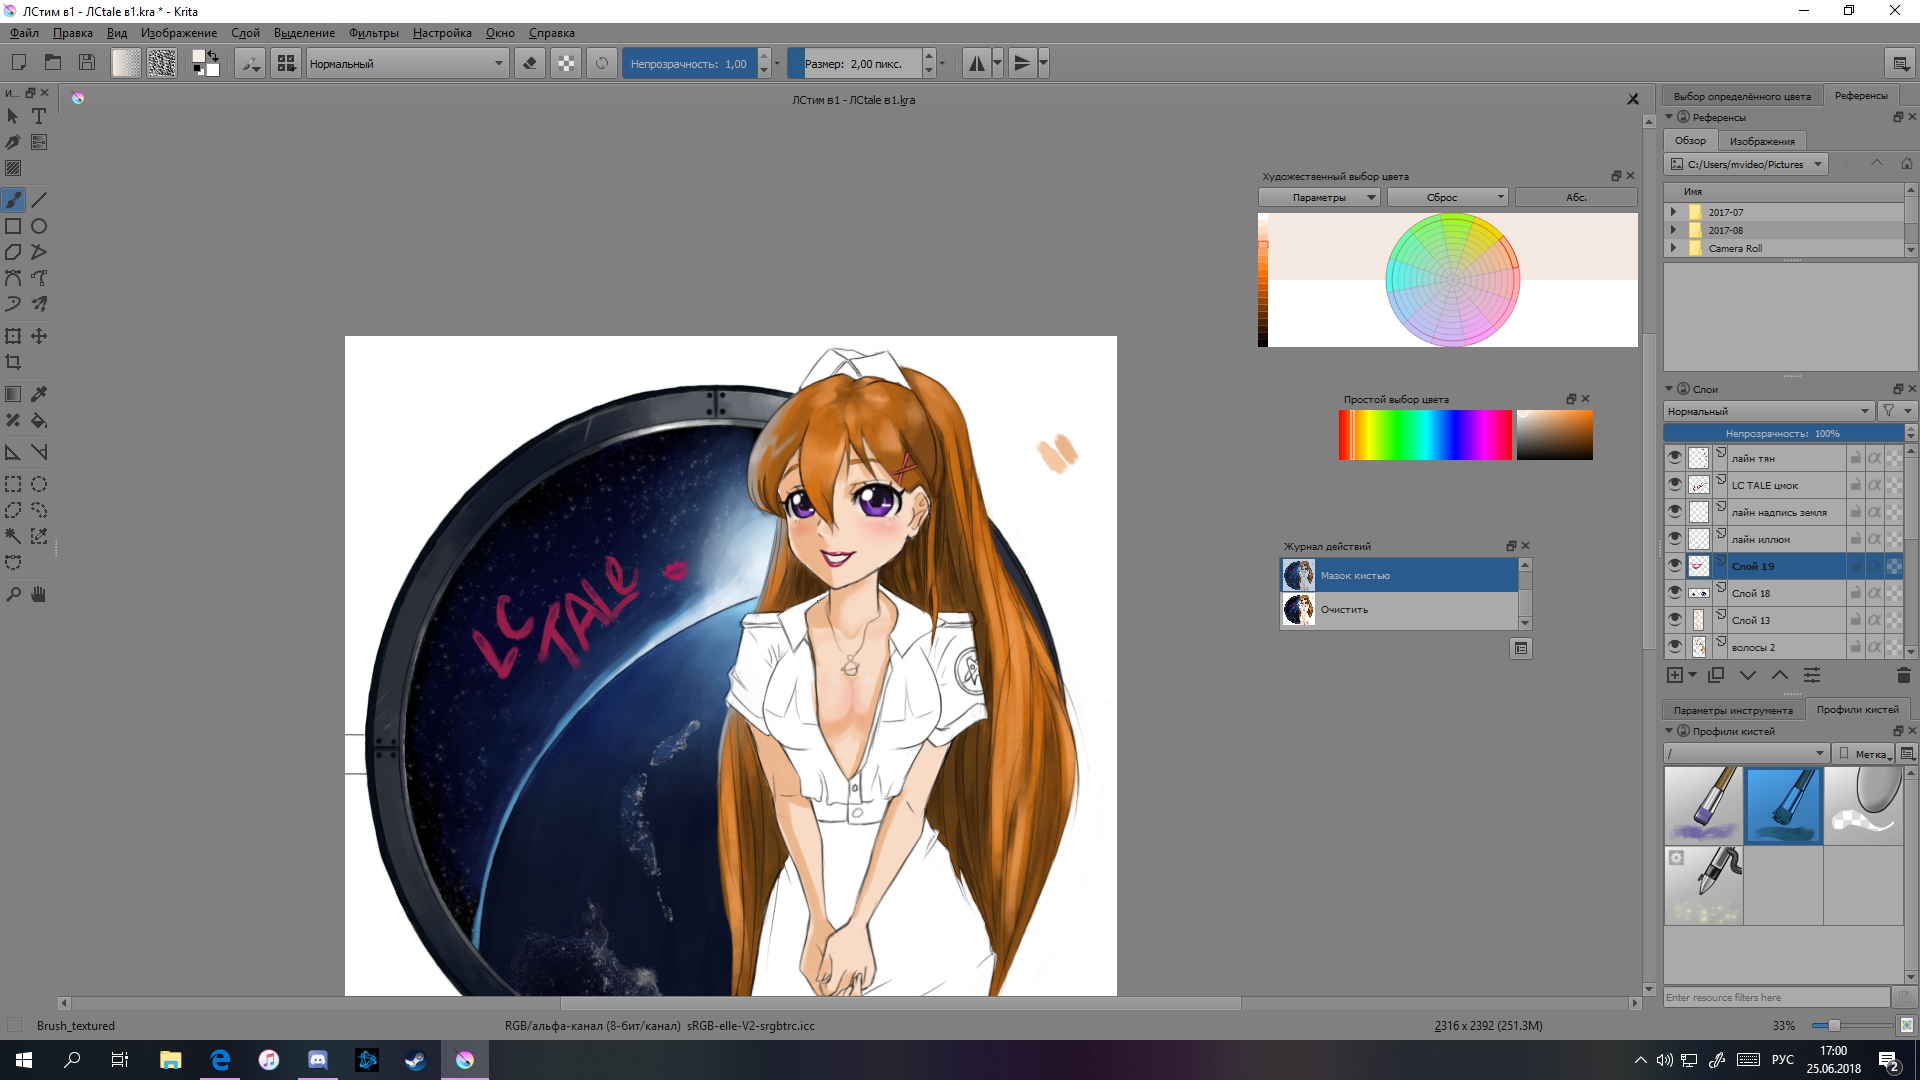 ЛСтим в1 - ЛСtale в1.kra * - Krita
Файл Правка Вид Изображение Слой Выделение Фильтры Настройка Окно Справка
Нормальный
Непрозрачность: 1,00
Размер: 2,00 пикс.
И...
ЛСтим в1 - ЛСtale в1.kra
Выбор определённого цвета
Референсы
Референсы
Обзор
Изображения
C:/Users/mvideo/Pictures
Имя
2017-07
2017-08
Camera Roll
Художественный выбор цвета
Параметры
Сброс
Абс.
Простой выбор цвета
Журнал действий
Мазок кистью
Очистить
LC
TALE
Слои
Нормальный
Непрозрачность: 100%
лайн тян
LC TALE цмок
лайн надпись земля
лайн иллюм
Слой 19
Слой 18
Слой 13
волосы 2
Параметры инструмента
Профили кистей
Профили кистей
/
Метка
Enter resource filters here
Brush_textured
RGB/альфа-канал (8-бит/канал) sRGB-elle-V2-srgbtrc.icc
2316 x 2392 (251.3M)
33%
РУС
17:00
25.06.2018
2